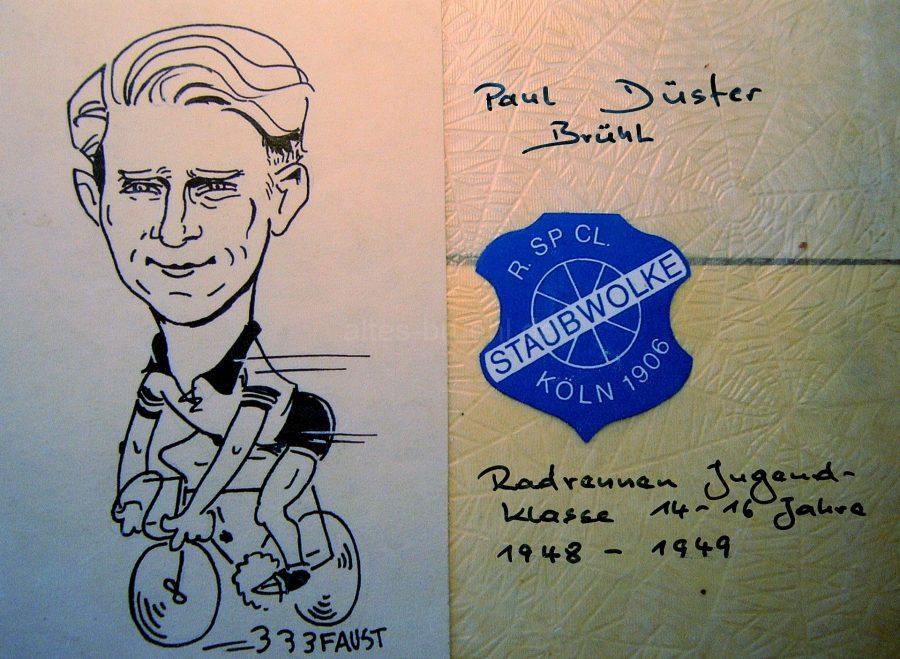 Paul Düster
Brühl
R. SP. CL.
STAUBWOLKE
KÖLN 1906
Radrennen Jugend-
Klasse 14-16 Jahre
1948 - 1949
333FAUST